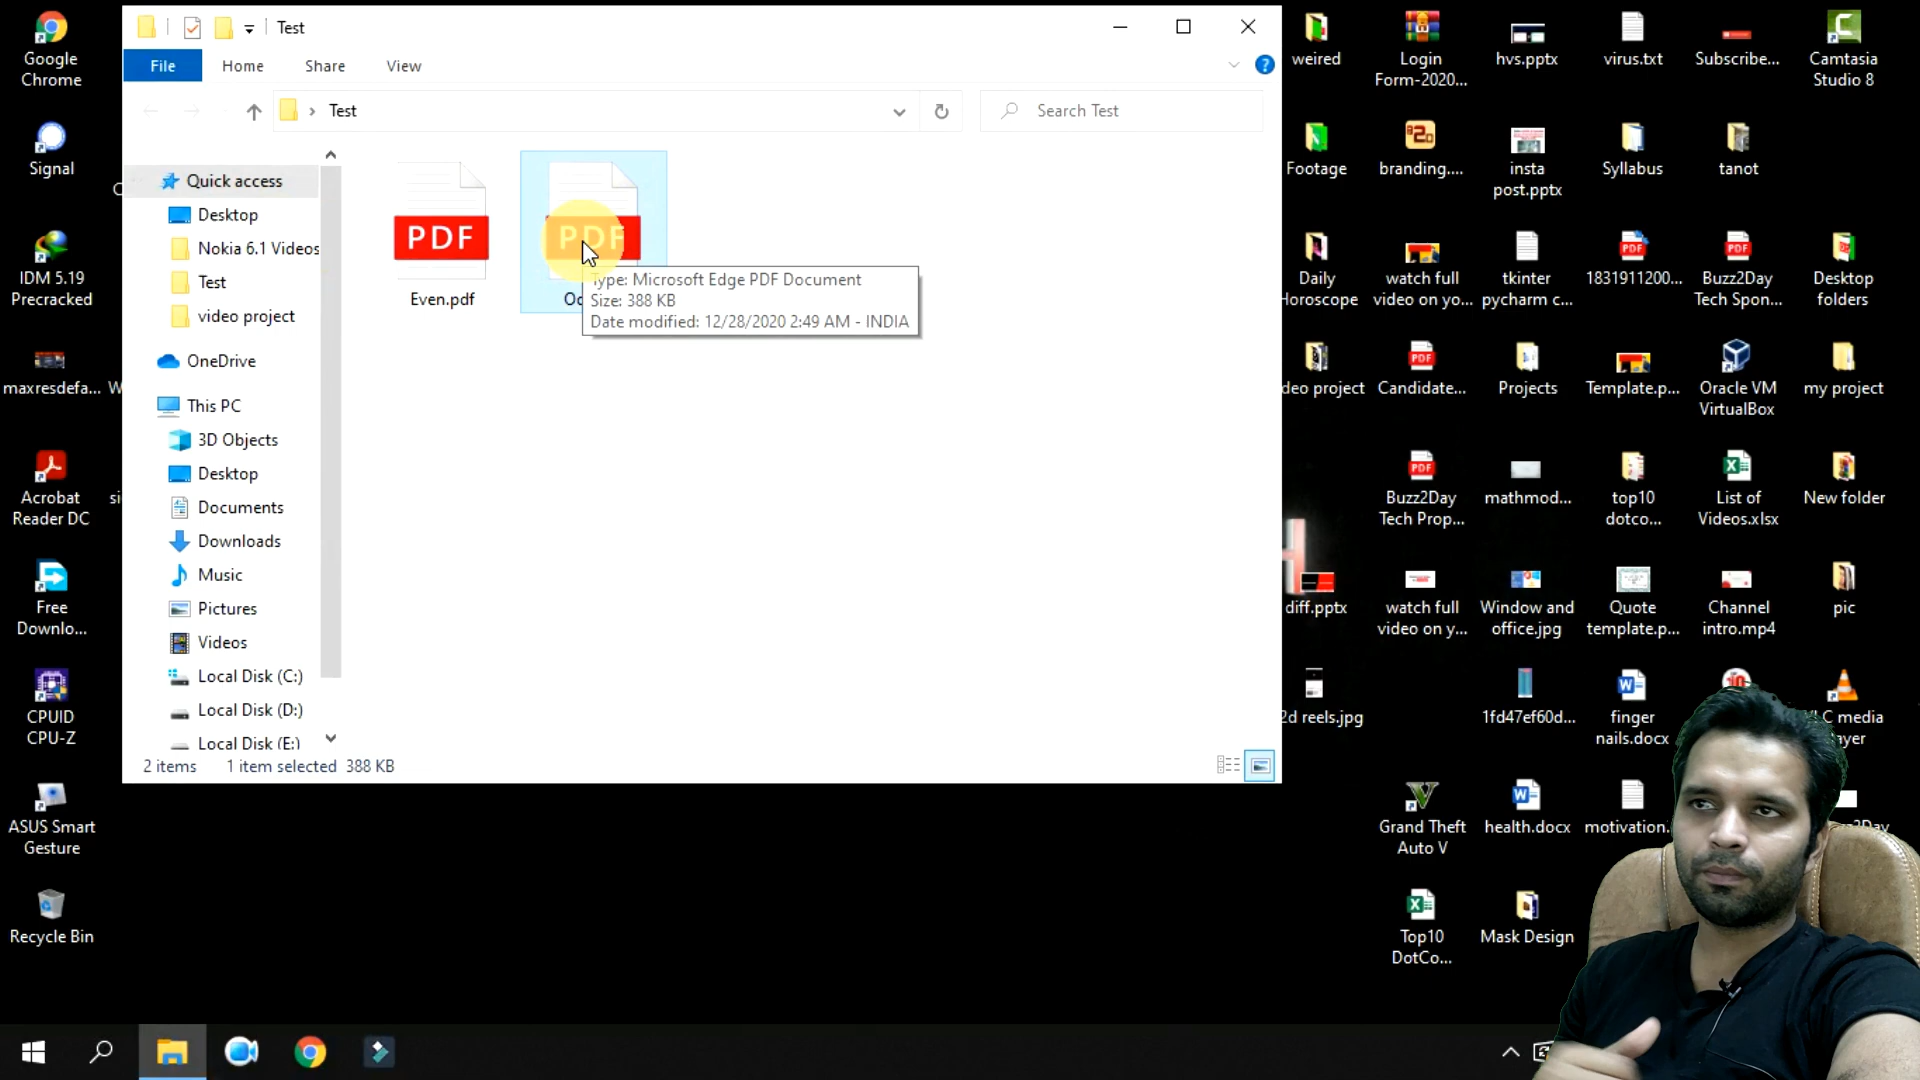 Test
File
Home
Share
View
Test
Search Test
Quick access
Desktop
Nokia 6.1 Videos
Test
video project
OneDrive
This PC
3D Objects
Desktop
Documents
Downloads
Music
Pictures
Videos
Local Disk (C:)
Local Disk (D:)
Local Disk (E:)
PDF
Even.pdf
PDF
Type: Microsoft Edge PDF Document
Size: 388 KB
Date modified: 12/28/2020 2:49 AM - INDIA
2 items
1 item selected 388 KB
Google
Chrome
Signal
IDM 5.19
Precracked
maxresdefa...
Acrobat
Reader DC
Free
Downlo...
CPUID
CPU-Z
ASUS Smart
Gesture
Recycle Bin
weired
Footage
Daily
Horoscope
deo project
diff.pptx
2d reels.jpg
Login
Form-2020...
branding....
watch full
video on yo...
Candidate...
Buzz2Day
Tech Prop...
watch full
video on y...
Grand Theft
Auto V
Top10
DotCo...
hvs.pptx
insta
post.pptx
tkinter
pycharm c...
Projects
mathmod...
Window and
office.jpg
1fd47ef60d...
health.docx
Mask Design
virus.txt
Syllabus
1831911200...
Template.p...
top10
dotco...
Quote
template.p...
finger
nails.docx
motivation.
Subscribe...
tanot
Buzz2Day
Tech Spon...
Oracle VM
VirtualBox
List of
Videos.xlsx
Channel
intro.mp4
Camtasia
Studio 8
Desktop
folders
my project
New folder
pic